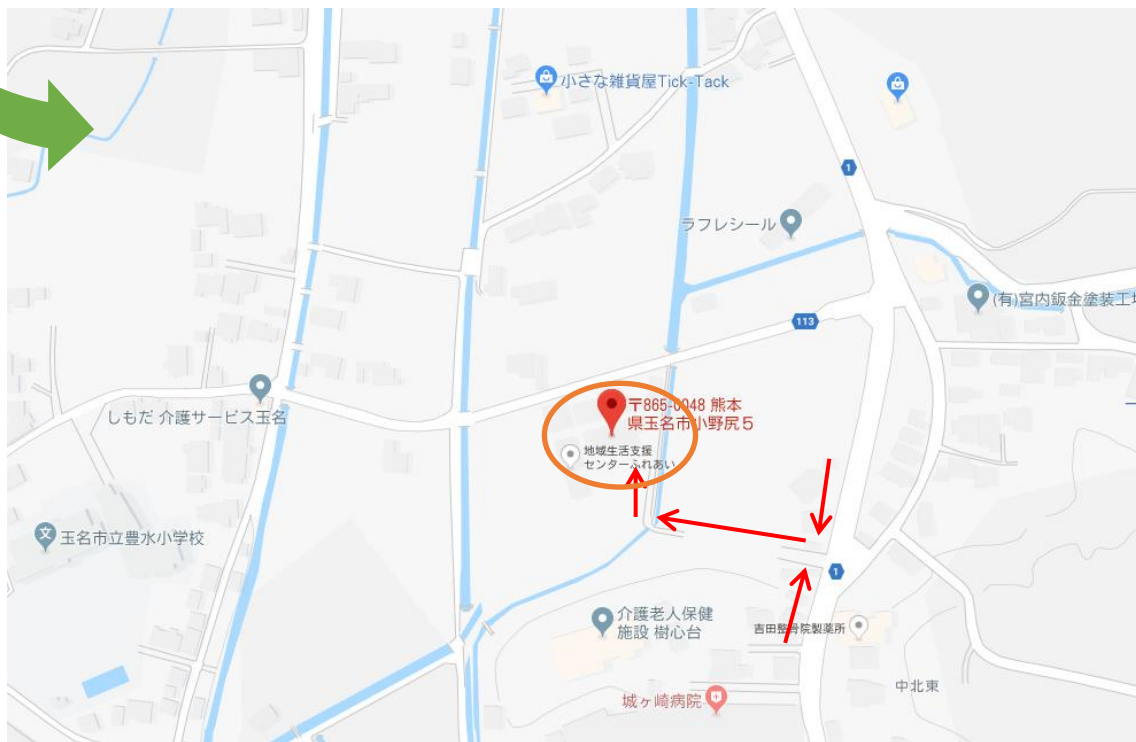 小さな雑貨屋Tick-Tack
1
ラフレシール
(有)宮内鈑金塗装工場
113
しもだ 介護サービス玉名
〒865-0048 熊本
県玉名市小野尻5
地域生活支援
センターふれあい
文
玉名市立豊水小学校
1
介護老人保健
施設 樹心台
吉田整骨院製薬所
中北東
城ヶ崎病院